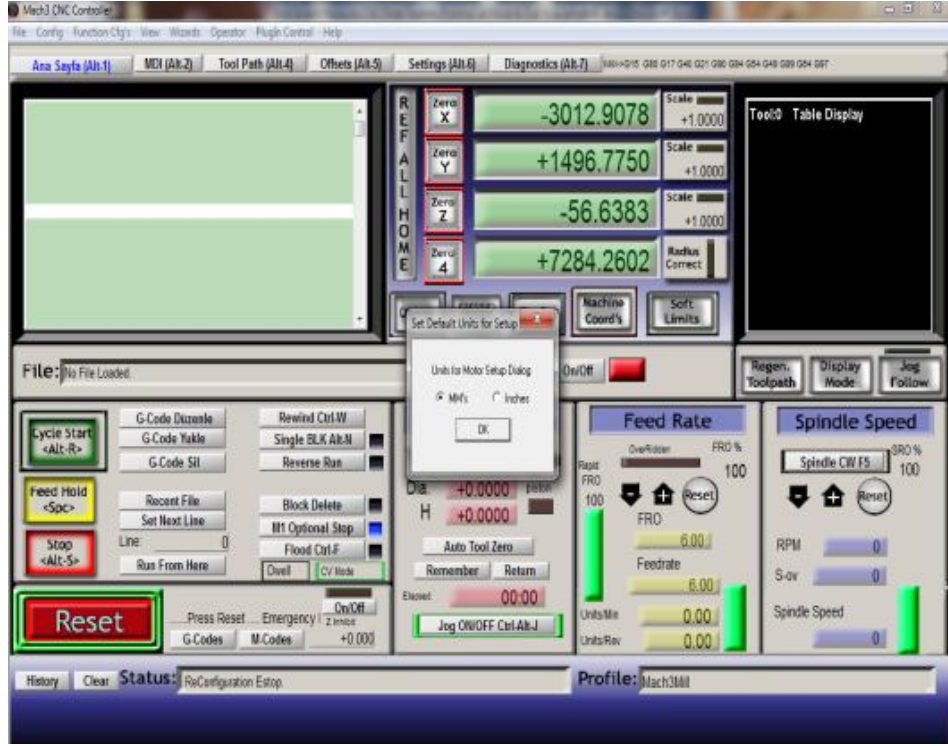 Mach3 CNC Controller
File Config Function Cfg's View Wizards Operator PlugIn Control Help
Ana Sayfa (Alt-1) MDI (Alt-2) Tool Path (Alt-4) Offsets (Alt-5) Settings (Alt-6) Diagnostics (Alt-7)
REF ALL HOME
Zero X -3012.9078 Scale +1.0000
Zero Y +1496.7750 Scale +1.0000
Zero Z -56.6383 Scale +1.0000
Zero 4 +7284.2602 Radius Correct
Tool:0 Table Display
Machine Coord's
Soft Limits
Set Default Units for Setup
Units for Motor Setup Dialog
MM's Inches
OK
File: No File Loaded.
On/Off
Regen. Toolpath
Display Mode
Jog Follow
Cycle Start <Alt-R>
Feed Hold <Spc>
Stop <Alt-S>
G-Code Düzenle
G-Code Yukle
G-Code Sil
Recent File
Set Next Line
Line: 0
Run From Here
Rewind Ctrl-W
Single BLK Alt-N
Reverse Run
Block Delete
M1 Optional Stop
Flood Ctrl-F
Dwell CV Mode
Dia. +0.0000
H +0.0000
Auto Tool Zero
Remember Return
Elapsed 00:00
Jog ON/OFF Ctrl-Alt-J
Feed Rate
OverRidden FRO %
100
Rapid FRO
100
Reset
FRO
6.00
Feedrate
6.00
Units/Min 0.00
Units/Rev 0.00
Spindle Speed
Spindle CW F5
SRO %
100
Reset
RPM 0
S-ov 0
Spindle Speed
0
Reset
Press Reset.... Emergency
G-Codes M-Codes
On/Off
Z Inhibit
+0.000
History Clear Status: ReConfiguration Estop.
Profile: Mach3Mill